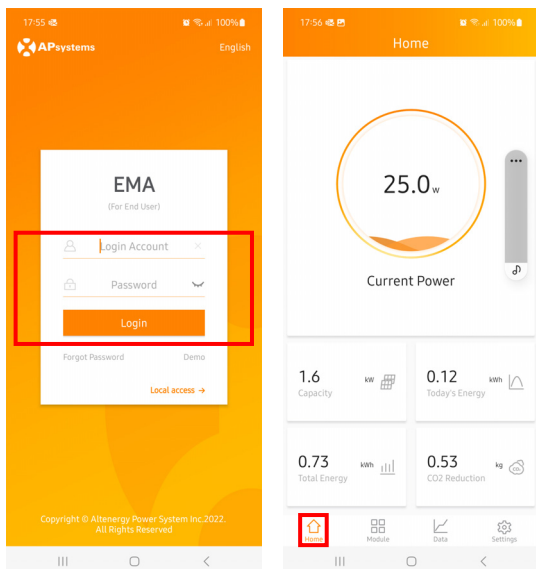 17:55 100%
APsystems English
EMA
(For End User)
Login Account
Password
Login
Forgot Password Demo
Local access →
Copyright © Altenergy Power System Inc.2022.
All Rights Reserved
17:56 100%
Home
25.0 w
Current Power
1.6 kW
Capacity
0.12 kWh
Today's Energy
0.73 kWh
Total Energy
0.53 kg
CO2 Reduction
CO₂
Home Module Data Settings